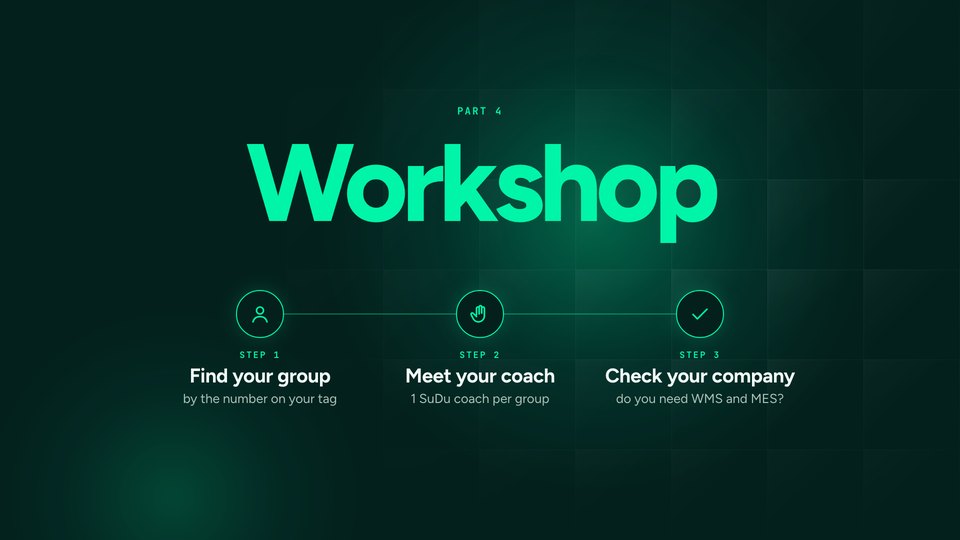 PART 4
Workshop
STEP 1
Find your group
by the number on your tag
STEP 2
Meet your coach
1 SuDu coach per group
STEP 3
Check your company
do you need WMS and MES?